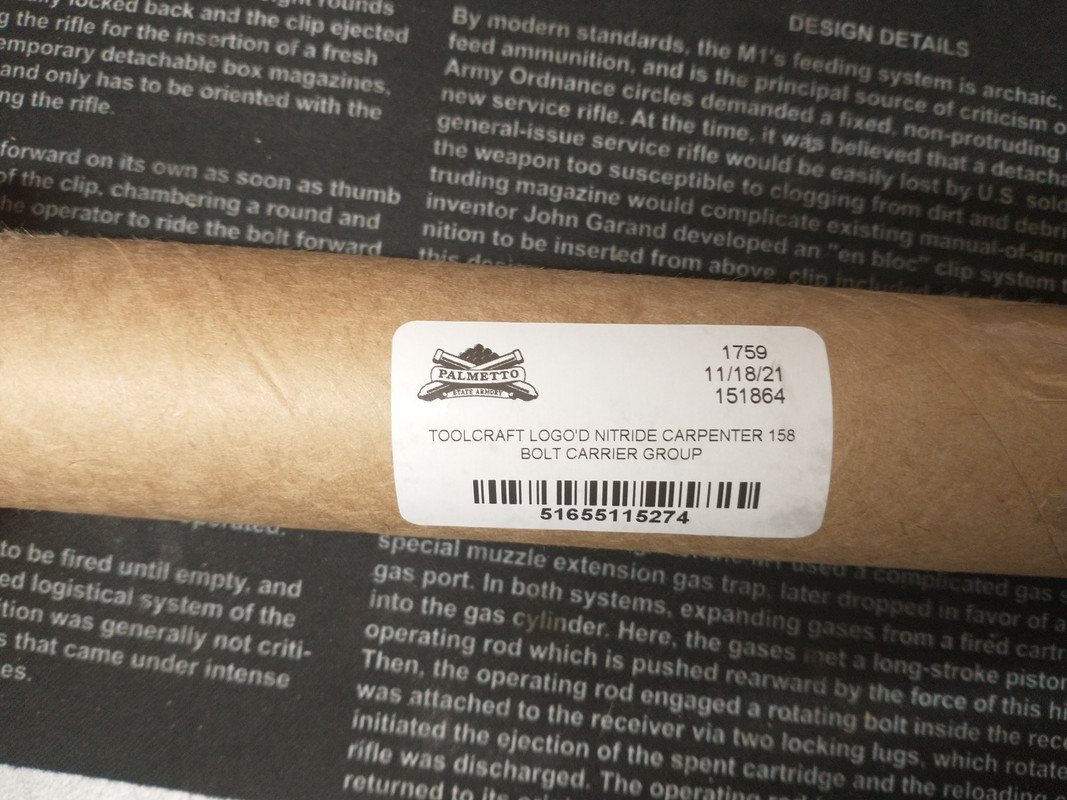 locked back and the clip ejected
the rifle for the insertion of a fresh
emporary detachable box magazines,
and only has to be oriented with the
ng the rifle.
forward on its own as soon as thumb
of the clip, chambering a round and
he operator to ride the bolt forward
DESIGN DETAILS
By modern standards, the M1's feeding system is archaic,
feed ammunition, and is the principal source of criticism o
Army Ordnance circles demanded a fixed, non-protruding
new service rifle. At the time, it was believed that a detacha
general-issue service rifle would be easily lost by U.S. sold
the weapon too susceptible to clogging from dirt and debri
truding magazine would complicate existing manual-of-arm
inventor John Garand developed an "en bloc" clip system t
nition to be inserted from above, clip included
PALMETTO
STATE ARMORY
1759
11/18/21
151864
TOOLCRAFT LOGO'D NITRIDE CARPENTER 158
BOLT CARRIER GROUP
51655115274
to be fired until empty, and
ed logistical system of the
tion was generally not criti-
s that came under intense
es.
special muzzle extension gas trap, later dropped in favor of a
gas port. In both systems, expanding gases from a fired cartr
into the gas cylinder. Here, the gases met a long-stroke piston
operating rod which is pushed rearward by the force of this hi
Then, the operating rod engaged a rotating bolt inside the rece
was attached to the receiver via two locking lugs, which rotate
initiated the ejection of the spent cartridge and the reloading
rifle was discharged. The operating
returned to its